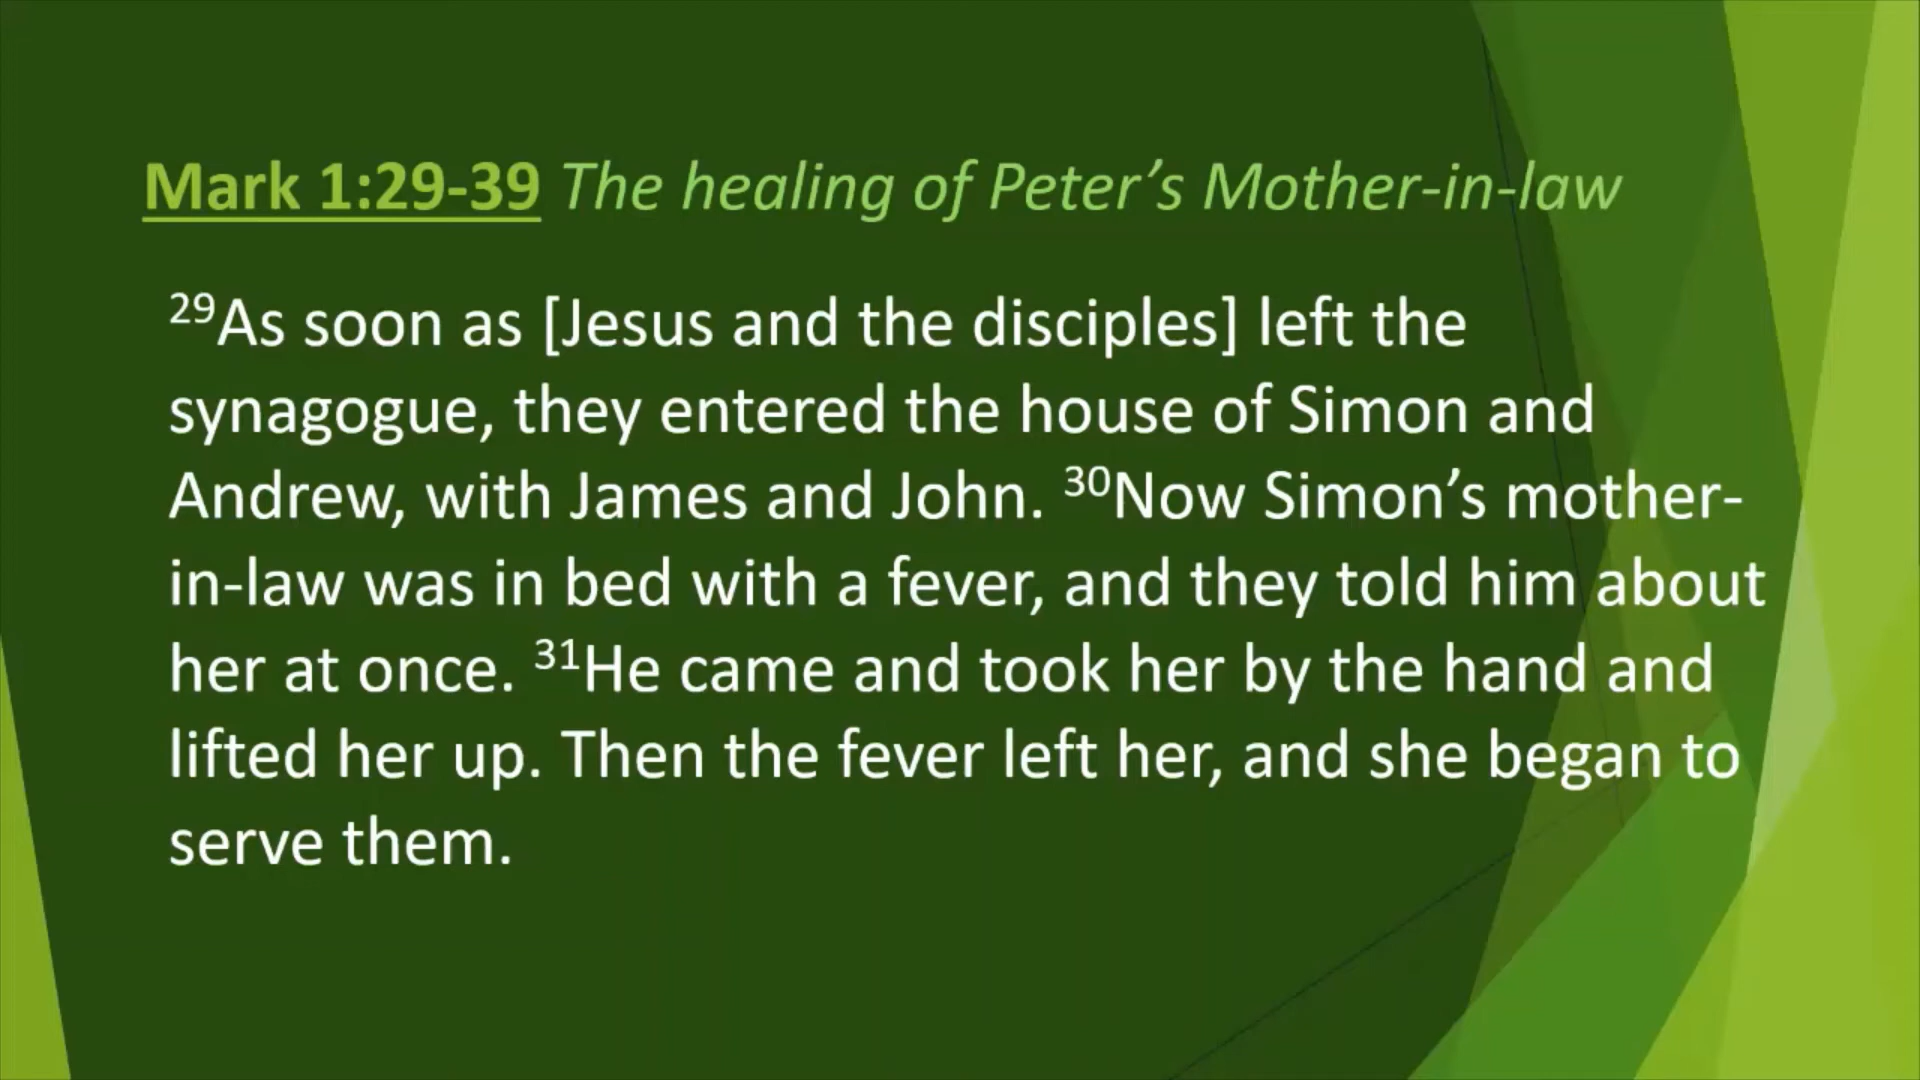 Mark 1:29-39 The healing of Peter’s Mother-in-law
²⁹As soon as [Jesus and the disciples] left the
synagogue, they entered the house of Simon and
Andrew, with James and John. ³⁰Now Simon’s mother-
in-law was in bed with a fever, and they told him about
her at once. ³¹He came and took her by the hand and
lifted her up. Then the fever left her, and she began to
serve them.